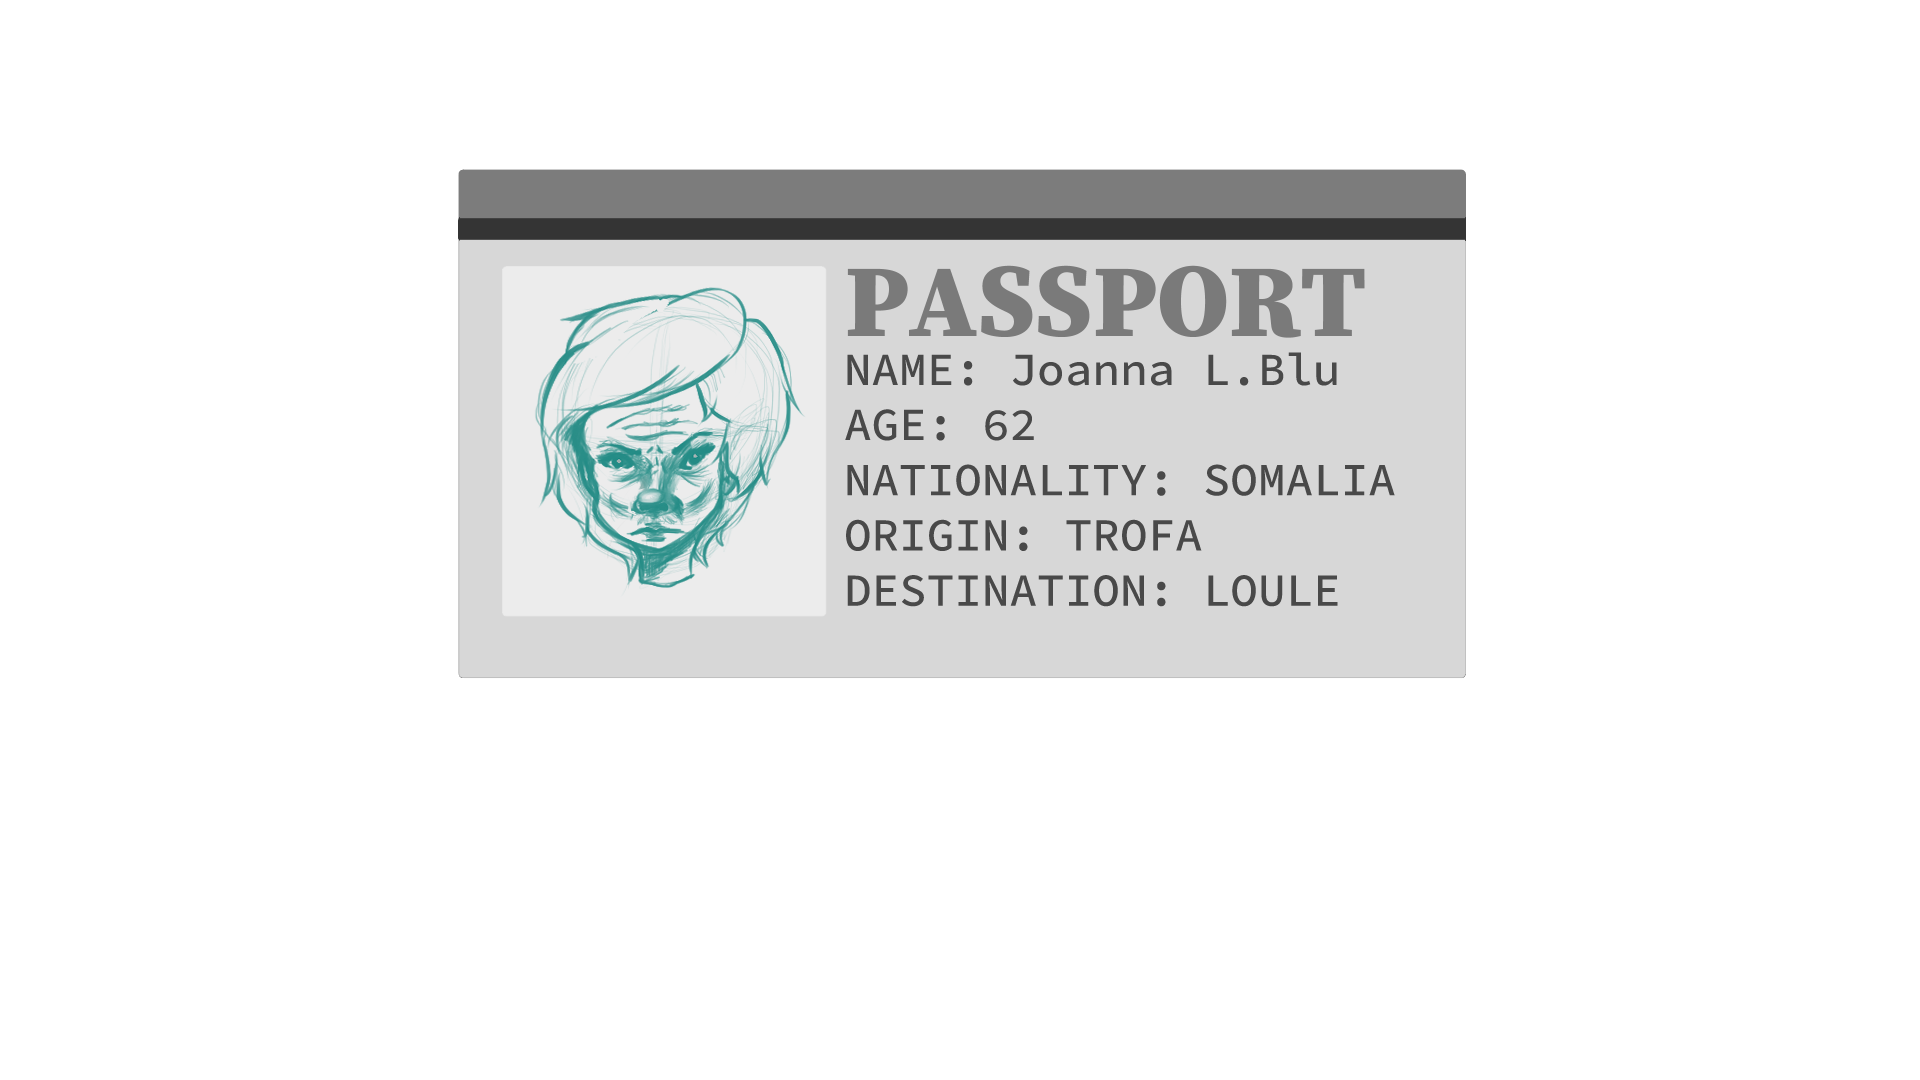 PASSPORT
NAME: Joanna L.Blu
AGE: 62
NATIONALITY: SOMALIA
ORIGIN: TROFA
DESTINATION: LOULE